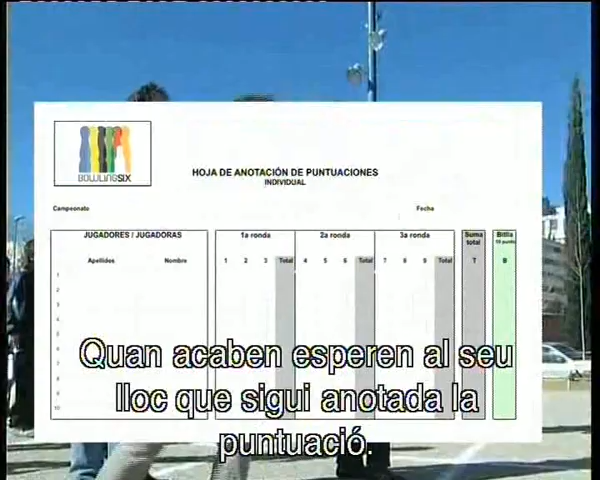 BOWLINGSIX
HOJA DE ANOTACIÓN DE PUNTUACIONES
INDIVIDUAL
Campeonato Fecha
JUGADORES / JUGADORAS 1a ronda 2a ronda 3a ronda Suma total Bitlla 10 punts
Apellidos Nombre 1 2 3 Total 4 5 6 Total 7 8 9 Total T B
1
2
3
4
5
6
7
8
9
10
Quan acaben esperen al seu
lloc que sigui anotada la
puntuació.